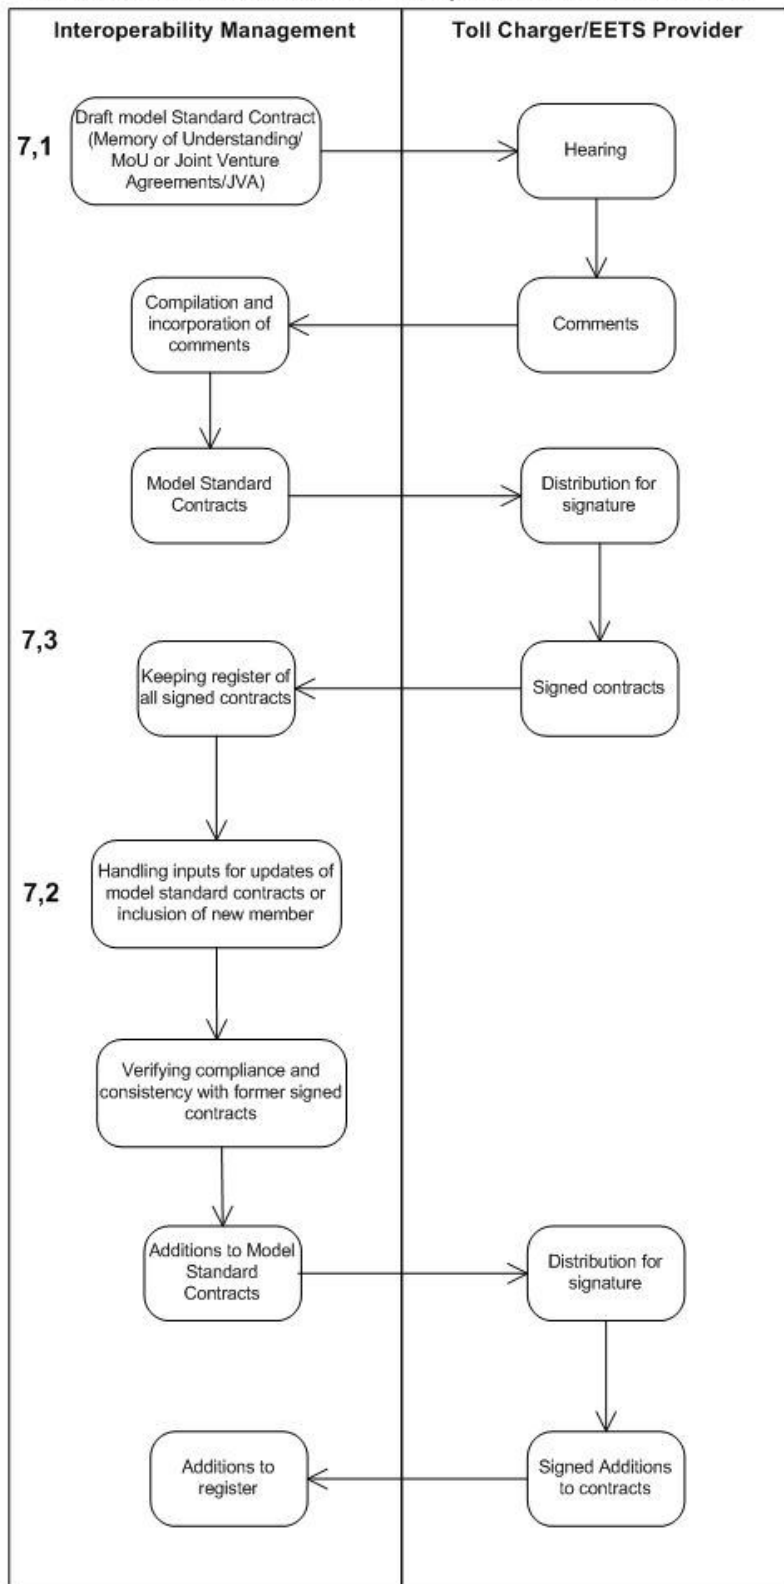 Interoperability Management
Toll Charger/EETS Provider
7,1
Draft model Standard Contract
(Memory of Understanding/
MoU or Joint Venture
Agreements/JVA)
Hearing
Compilation and
incorporation of
comments
Comments
Model Standard
Contracts
Distribution for
signature
7,3
Keeping register of
all signed contracts
Signed contracts
7,2
Handling inputs for updates of
model standard contracts or
inclusion of new member
Verifying compliance and
consistency with former signed
contracts
Additions to Model
Standard
Contracts
Distribution for
signature
Additions to
register
Signed Additions
to contracts